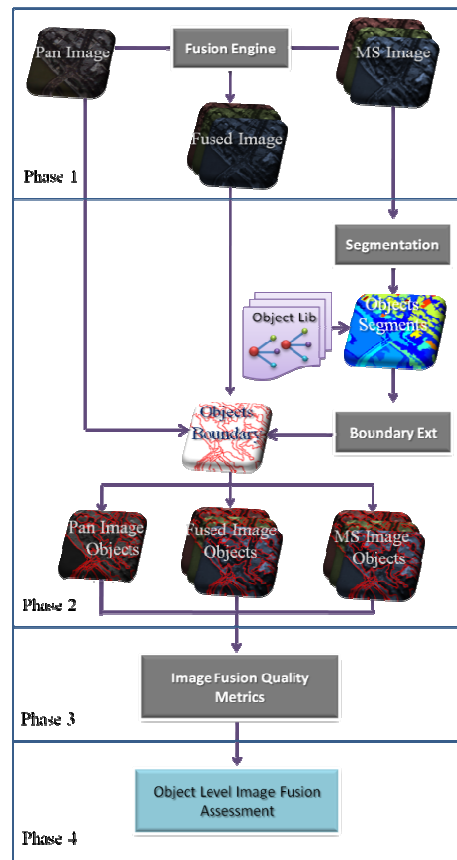 Pan Image
Fusion Engine
MS Image
Fused Image
Phase 1
Segmentation
Object Lib
Objects
Segments
Objects
Boundary
Boundary Ext
Pan Image
Objects
Fused Image
Objects
MS Image
Objects
Phase 2
Image Fusion Quality
Metrics
Phase 3
Object Level Image Fusion
Assessment
Phase 4